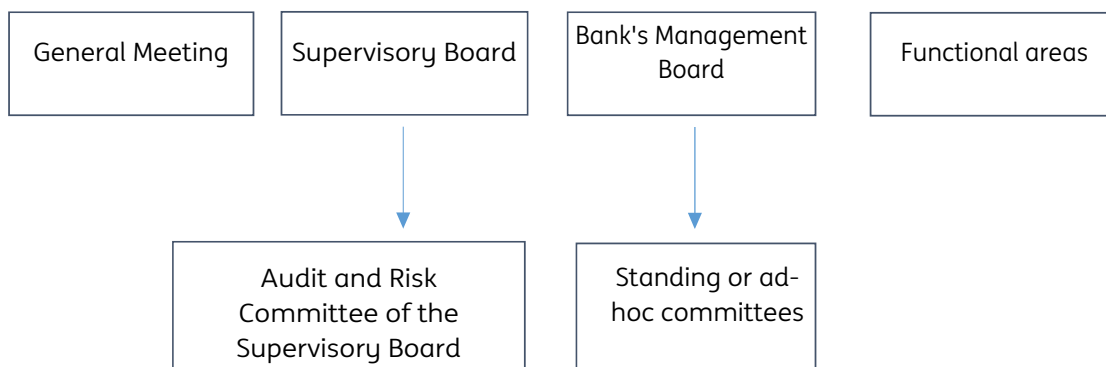 General Meeting
Supervisory Board
Bank's Management
Board
Functional areas
Audit and Risk
Committee of the
Supervisory Board
Standing or ad-
hoc committees